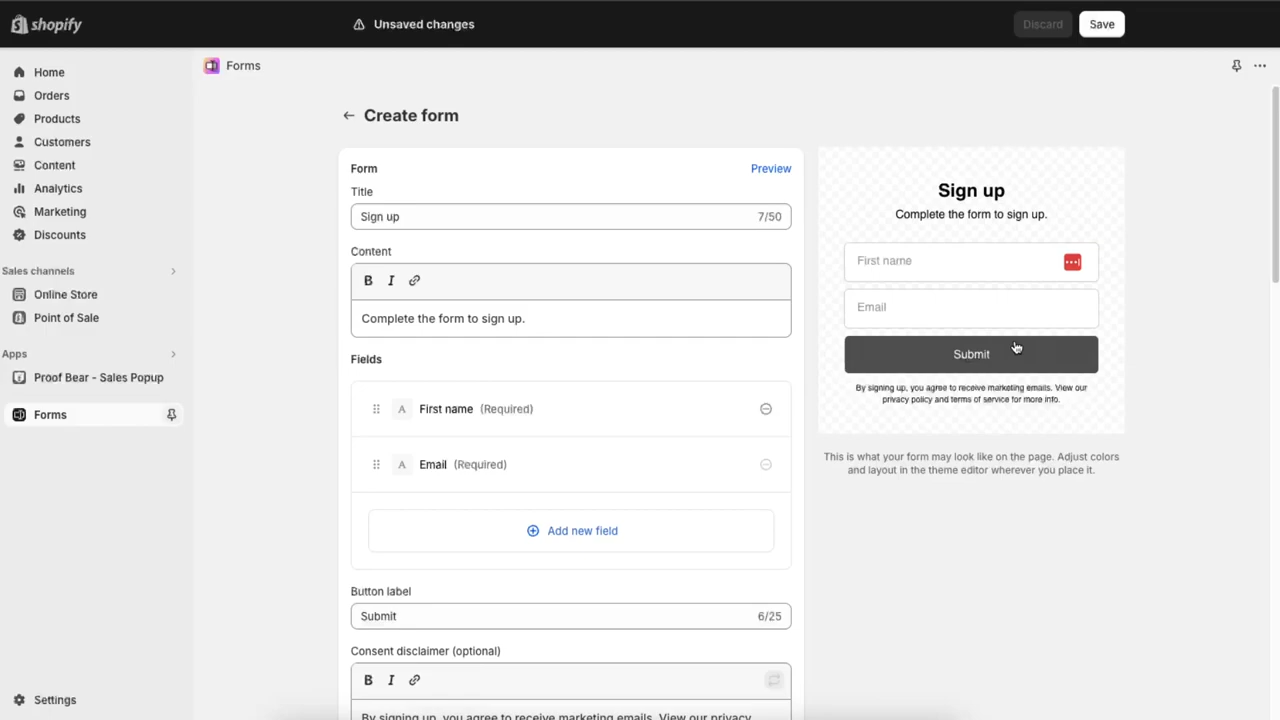 shopify
Unsaved changes
Discard
Save
Home
Orders
Products
Customers
Content
Analytics
Marketing
Discounts
Sales channels
Online Store
Point of Sale
Apps
Proof Bear - Sales Popup
Forms
Settings
Forms
Create form
Form
Preview
Title
Sign up 7/50
Content
B I
Complete the form to sign up.
Fields
A First name (Required)
A Email (Required)
Add new field
Button label
Submit 6/25
Consent disclaimer (optional)
B I
By signing up, you agree to receive marketing emails. View our privacy
Sign up
Complete the form to sign up.
First name
Email
Submit
By signing up, you agree to receive marketing emails. View our
privacy policy and terms of service for more info.
This is what your form may look like on the page. Adjust colors
and layout in the theme editor wherever you place it.